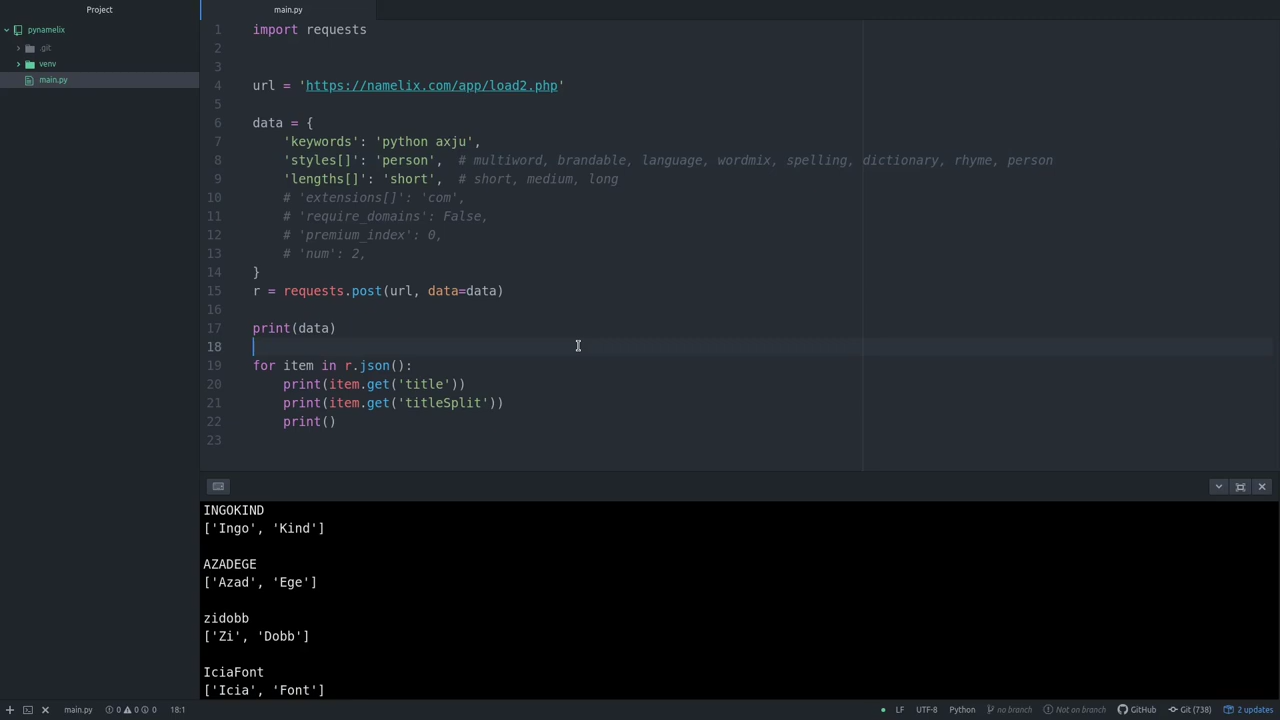 Project
main.py
pynamelix
.git
venv
main.py
1 import requests
2
3
4 url = 'https://namelix.com/app/load2.php'
5
6 data = {
7 'keywords': 'python axju',
8 'styles[]': 'person', # multiword, brandable, language, wordmix, spelling, dictionary, rhyme, person
9 'lengths[]': 'short', # short, medium, long
10 # 'extensions[]': 'com',
11 # 'require_domains': False,
12 # 'premium_index': 0,
13 # 'num': 2,
14 }
15 r = requests.post(url, data=data)
16
17 print(data)
18
19 for item in r.json():
20 print(item.get('title'))
21 print(item.get('titleSplit'))
22 print()
23
INGOKIND
['Ingo', 'Kind']
AZADEGE
['Azad', 'Ege']
zidobb
['Zi', 'Dobb']
IciaFont
['Icia', 'Font']
main.py 0 0 0 18:1 LF UTF-8 Python no branch Not on branch GitHub Git (738) 2 updates